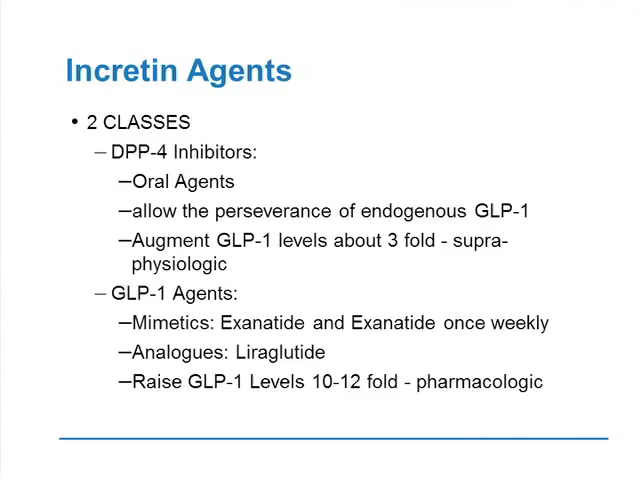 Incretin Agents
• 2 CLASSES
– DPP-4 Inhibitors:
–Oral Agents
–allow the perseverance of endogenous GLP-1
–Augment GLP-1 levels about 3 fold - supra-
physiologic
– GLP-1 Agents:
–Mimetics: Exanatide and Exanatide once weekly
–Analogues: Liraglutide
–Raise GLP-1 Levels 10-12 fold - pharmacologic